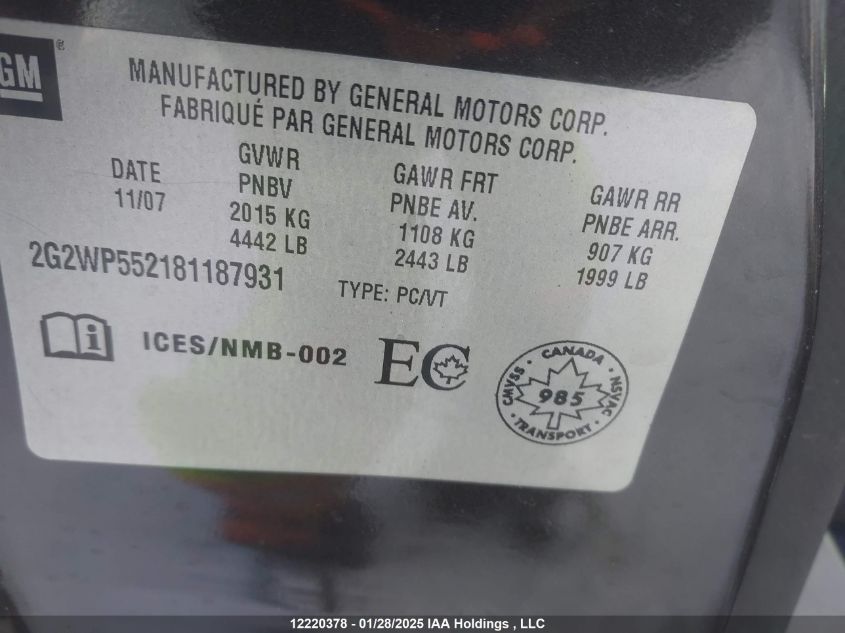 GM ®
MANUFACTURED BY GENERAL MOTORS CORP.
FABRIQUÉ PAR GENERAL MOTORS CORP.
DATE
11/07
GVWR
PNBV
2015 KG
4442 LB
GAWR FRT
PNBE AV.
1108 KG
2443 LB
GAWR RR
PNBE ARR.
907 KG
1999 LB
2G2WP552181187931
TYPE: PC/VT
i
ICES/NMB-002
EC
CANADA
CMVSS
985
NSVAC
TRANSPORT
12220378 - 01/28/2025 IAA Holdings , LLC